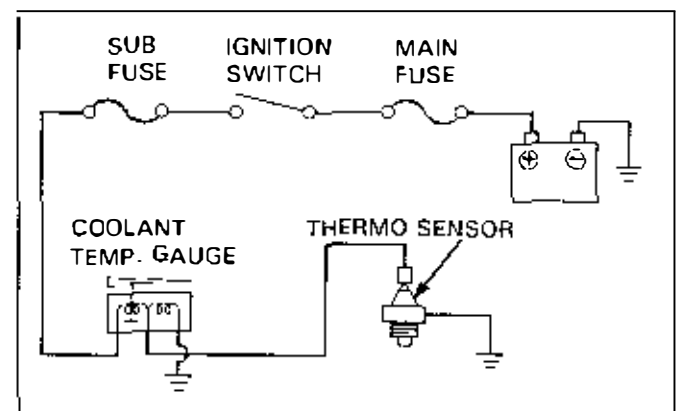 SUB
FUSE
IGNITION
SWITCH
MAIN
FUSE
COOLANT
TEMP. GAUGE
THERMO SENSOR